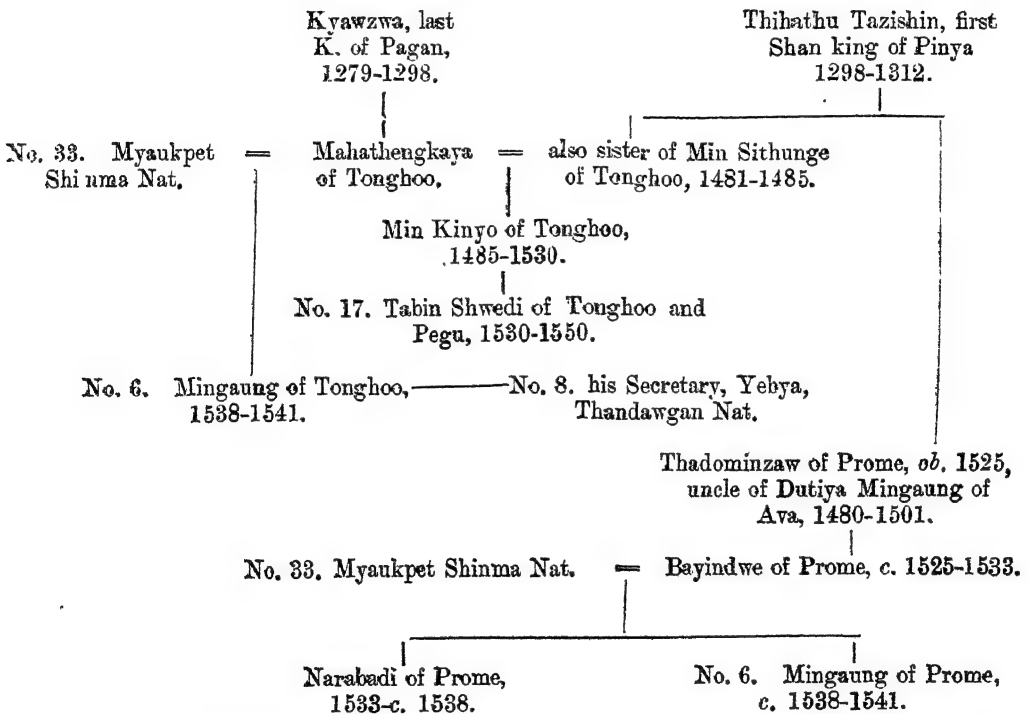 Kyawzwa, last
K. of Pagan,
1279-1298.
Thihathu Tazishin, first
Shan king of Pinya
1298-1312.
No. 33. Myaukpet
Shinma Nat.
=
Mahathengkaya
of Tonghoo,
=
also sister of Min Sithunge
of Tonghoo, 1481-1485.
Min Kinyo of Tonghoo,
1485-1530.
No. 17. Tabin Shwedi of Tonghoo and
Pegu, 1530-1550.
No. 6. Mingaung of Tonghoo,
1538-1541.
No. 8. his Secretary, Yebya,
Thandawgan Nat.
Thadominzaw of Prome, ob. 1525,
uncle of Dutiya Mingaung of
Ava, 1480-1501.
No. 33. Myaukpet Shinma Nat. = Bayindwe of Prome, c. 1525-1533.
Narabadi of Prome,
1533-c. 1538.
No. 6. Mingaung of Prome,
c. 1538-1541.